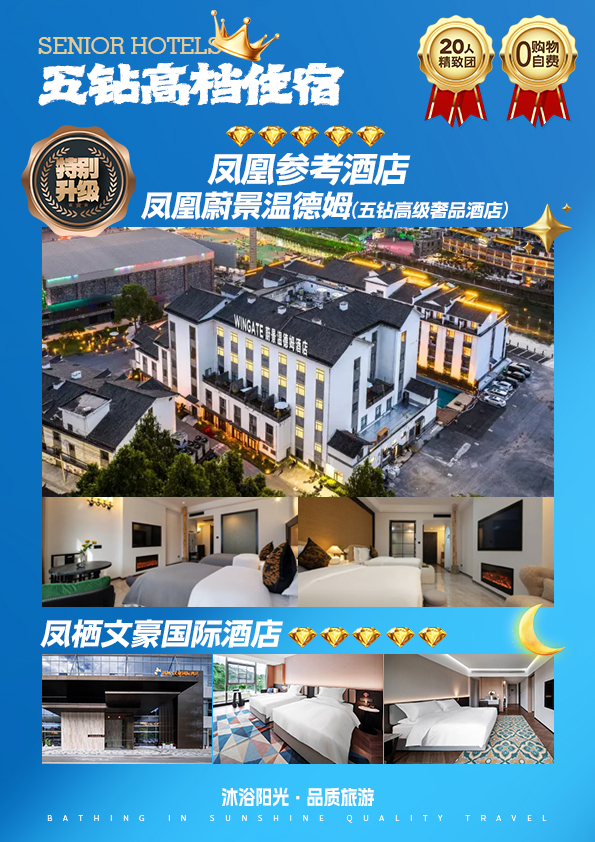 SENIOR HOTELS
五钻高档住宿
20人
精致团
0购物
自费
特别
升级
凤凰参考酒店
凤凰蔚景温德姆(五钻高级奢品酒店)
WINGATE 蔚景温德姆酒店
凤栖文豪国际酒店
沐浴阳光·品质旅游
BATHING IN SUNSHINE QUALITY TRAVEL